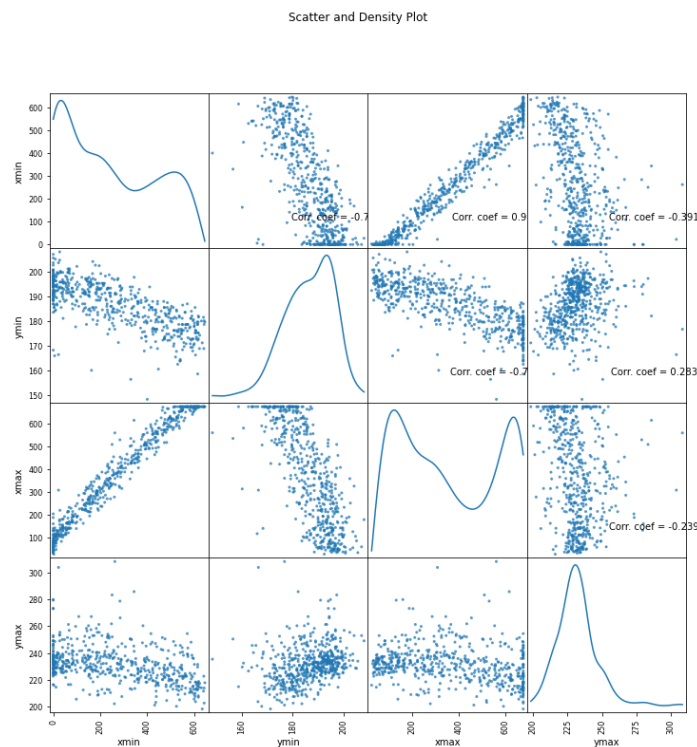 Scatter and Density Plot
xmin
600
500
400
300
200
100
0
Corr. coef = -0.7
Corr. coef = 0.9
Corr. coef = -0.391
ymin
200
190
180
170
160
150
Corr. coef = -0.7
Corr. coef = 0.283
xmax
600
500
400
300
200
100
Corr. coef = -0.239
ymax
300
280
260
240
220
200
0 200 400 600
160 180 200
200 400 600
200 225 250 275 300
xmin ymin xmax ymax